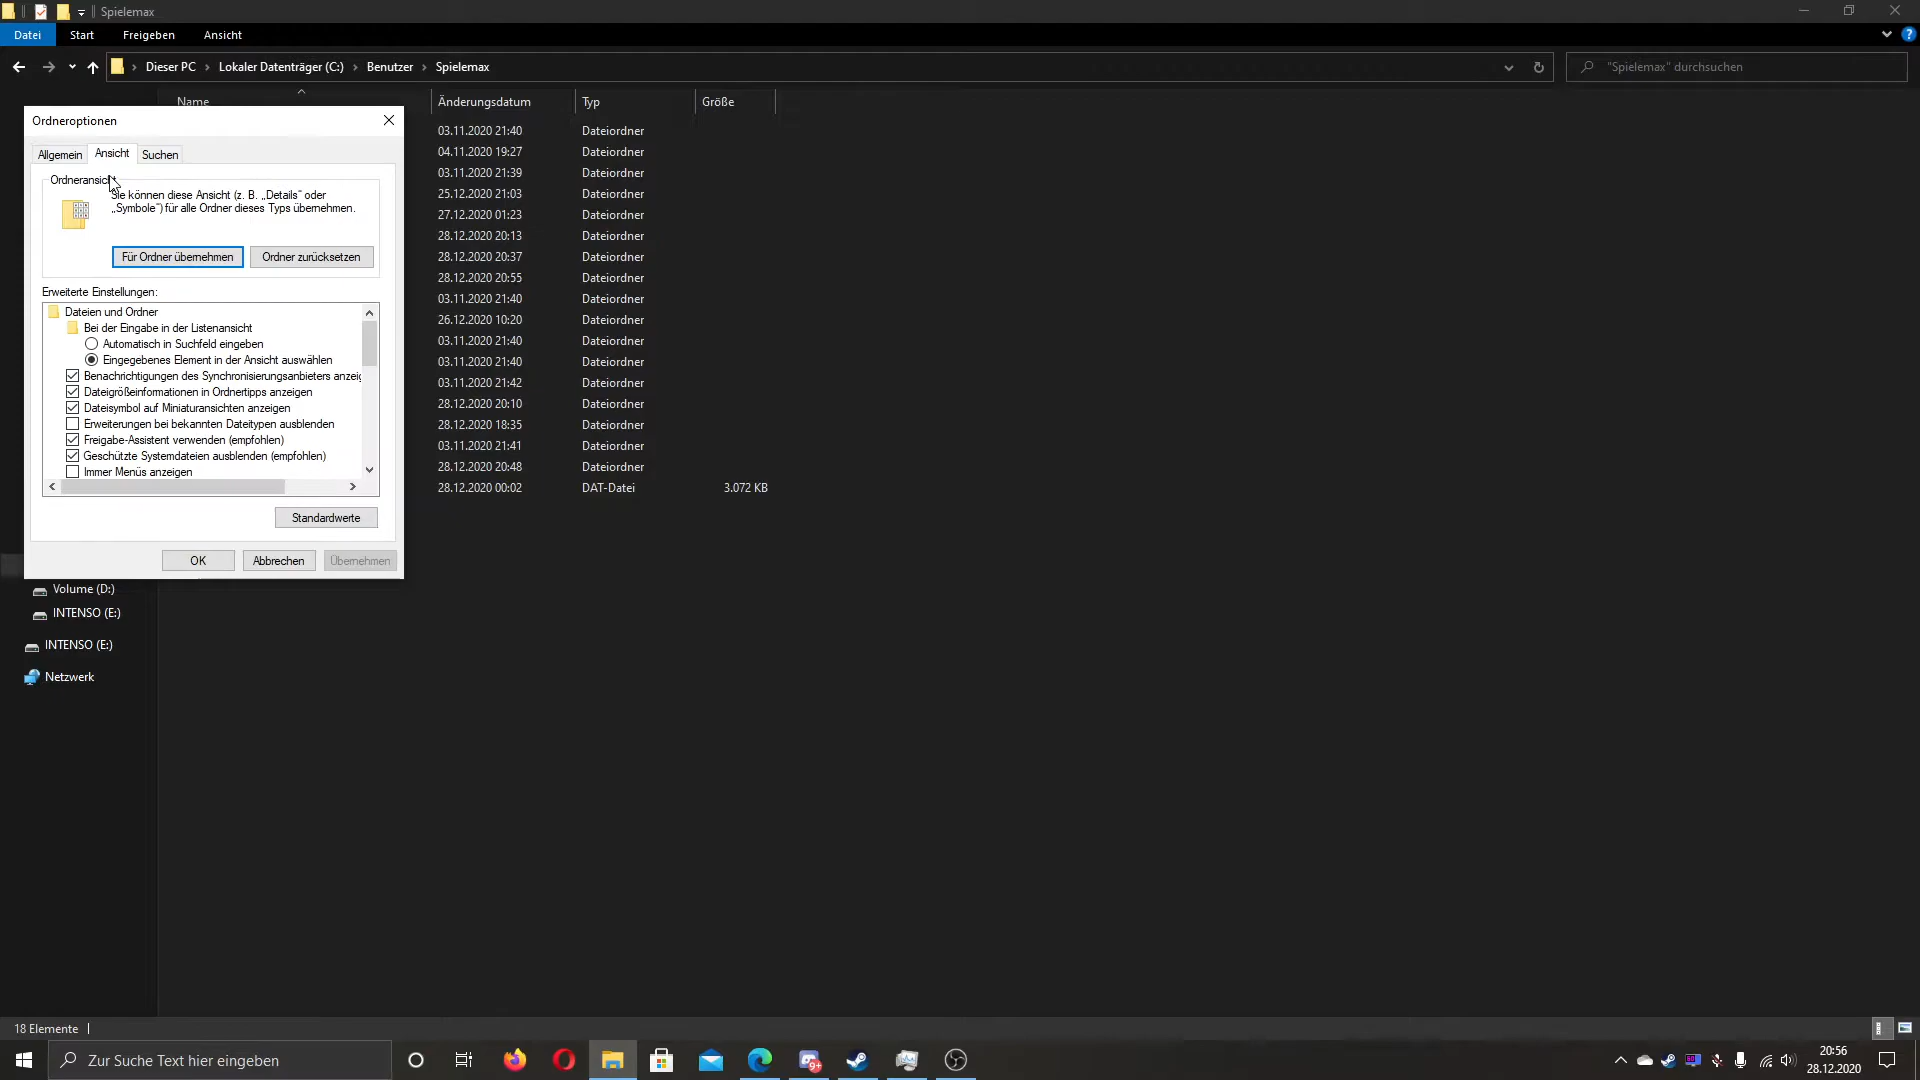 Spielemax
Datei Start Freigeben Ansicht
Dieser PC Lokaler Datenträger (C:) Benutzer Spielemax
"Spielemax" durchsuchen
Name Änderungsdatum Typ Größe
Ordneroptionen
Allgemein Ansicht Suchen
Ordneransicht
Sie können diese Ansicht (z. B. „Details“ oder
„Symbole“) für alle Ordner dieses Typs übernehmen.
Für Ordner übernehmen Ordner zurücksetzen
Erweiterte Einstellungen:
Dateien und Ordner
Bei der Eingabe in der Listenansicht
Automatisch in Suchfeld eingeben
Eingegebenes Element in der Ansicht auswählen
Benachrichtigungen des Synchronisierungsanbieters anzeig
Dateigrößeinformationen in Ordnertipps anzeigen
Dateisymbol auf Miniaturansichten anzeigen
Erweiterungen bei bekannten Dateitypen ausblenden
Freigabe-Assistent verwenden (empfohlen)
Geschützte Systemdateien ausblenden (empfohlen)
Immer Menüs anzeigen
Standardwerte
OK Abbrechen Übernehmen
03.11.2020 21:40 Dateiordner
04.11.2020 19:27 Dateiordner
03.11.2020 21:39 Dateiordner
25.12.2020 21:03 Dateiordner
27.12.2020 01:23 Dateiordner
28.12.2020 20:13 Dateiordner
28.12.2020 20:37 Dateiordner
28.12.2020 20:55 Dateiordner
03.11.2020 21:40 Dateiordner
26.12.2020 10:20 Dateiordner
03.11.2020 21:40 Dateiordner
03.11.2020 21:40 Dateiordner
03.11.2020 21:42 Dateiordner
28.12.2020 20:10 Dateiordner
28.12.2020 18:35 Dateiordner
03.11.2020 21:41 Dateiordner
28.12.2020 20:48 Dateiordner
28.12.2020 00:02 DAT-Datei 3.072 KB
Volume (D:)
INTENSO (E:)
INTENSO (E:)
Netzwerk
18 Elemente
Zur Suche Text hier eingeben
9+
60
20:56
28.12.2020